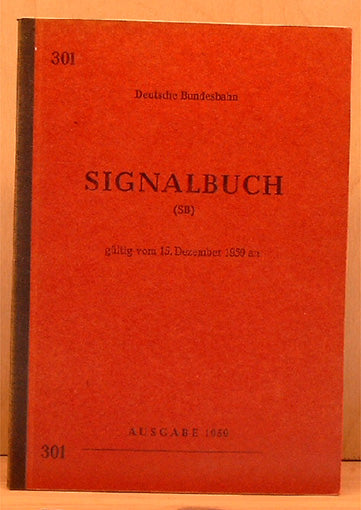 301
Deutsche Bundesbahn
SIGNALBUCH
(SB)
gültig vom 15. Dezember 1959 an
AUSGABE 1959
301